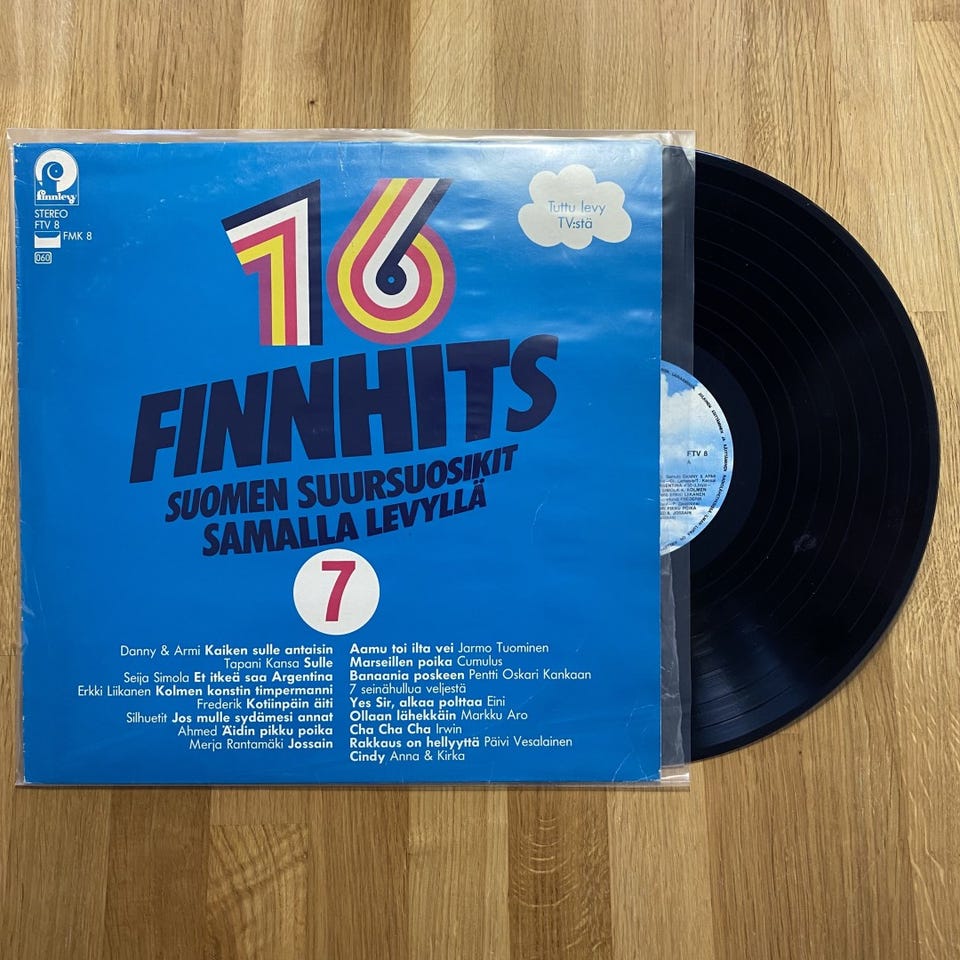 finnlevy
STEREO
FTV 8
FMK 8
060
16
Tuttu levy
TV:stä
FINNHITS
SUOMEN SUURSUOSIKIT
SAMALLA LEVYLLÄ
7
Danny & Armi Kaiken sulle antaisin
Tapani Kansa Sulle
Seija Simola Et itkeä saa Argentina
Erkki Liikanen Kolmen konstin timpermanni
Frederik Kotiinpäin äiti
Silhuetit Jos mulle sydämesi annat
Ahmed Äidin pikku poika
Merja Rantamäki Jossain
Aamu toi ilta vei Jarmo Tuominen
Marseillen poika Cumulus
Banaania poskeen Pentti Oskari Kankaan
7 seinähullua veljestä
Yes Sir, alkaa polttaa Eini
Ollaan lähekkäin Markku Aro
Cha Cha Cha Irwin
Rakkaus on hellyyttä Päivi Vesalainen
Cindy Anna & Kirka
FTV 8
A